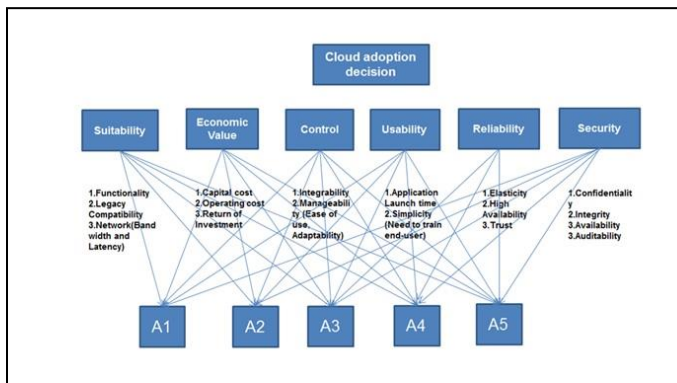 Cloud adoption
decision
Suitability
Economic
Value
Control
Usability
Reliability
Security
1.Functionality
2.Legacy
Compatibility
3.Network(Band
width and
Latency)
1.Capital cost
2.Operating cost
3.Return of
Investment
1.Integrability
2.Manageabili
ty (Ease of
use,
Adaptability)
1.Application
Launch time
2.Simplicity
(Need to train
end-user)
1.Elasticity
2.High
Availability
3.Trust
1.Confidentialit
y
2.Integrity
3.Availability
3.Auditability
A1
A2
A3
A4
A5